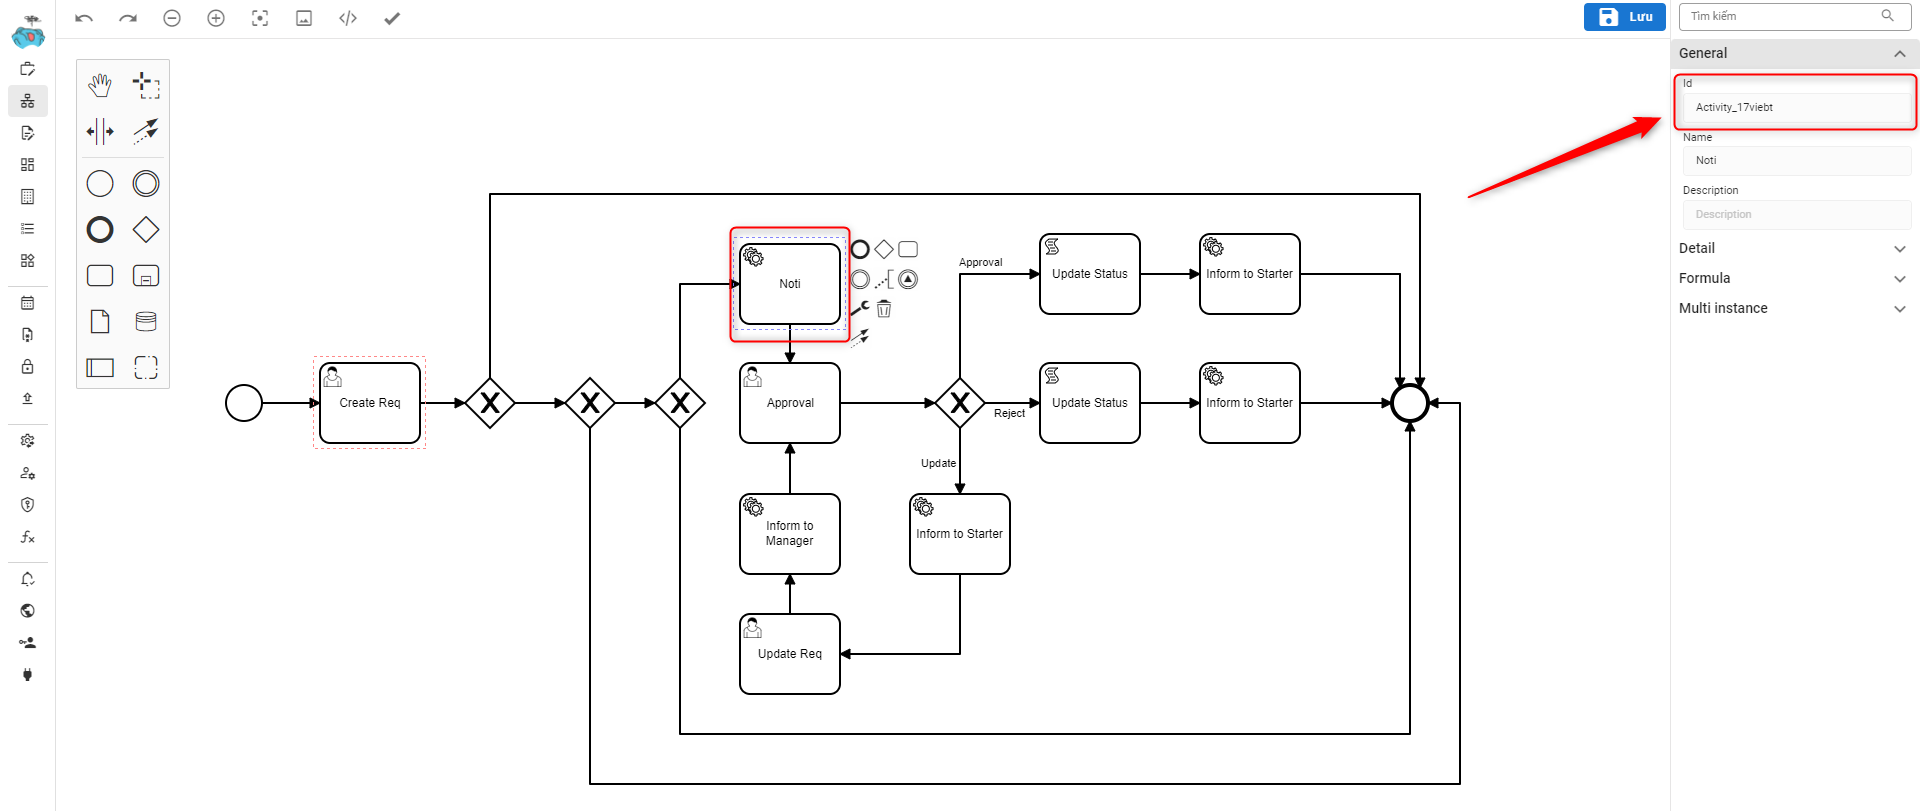 Lưu
Tìm kiếm
General
Id
Activity_17viebt
Name
Noti
Description
Description
Detail
Formula
Multi instance
Noti
Approval
Update Status
Inform to Starter
Create Req
Approval
Reject
Update Status
Inform to Starter
Update
Inform to
Manager
Inform to Starter
Update Req